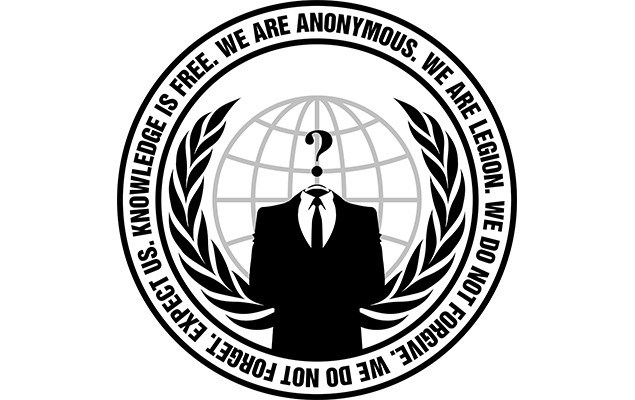 KNOWLEDGE IS FREE. WE ARE ANONYMOUS. WE ARE LEGION. WE DO NOT FORGIVE. WE DO NOT FORGET. EXPECT US.
?